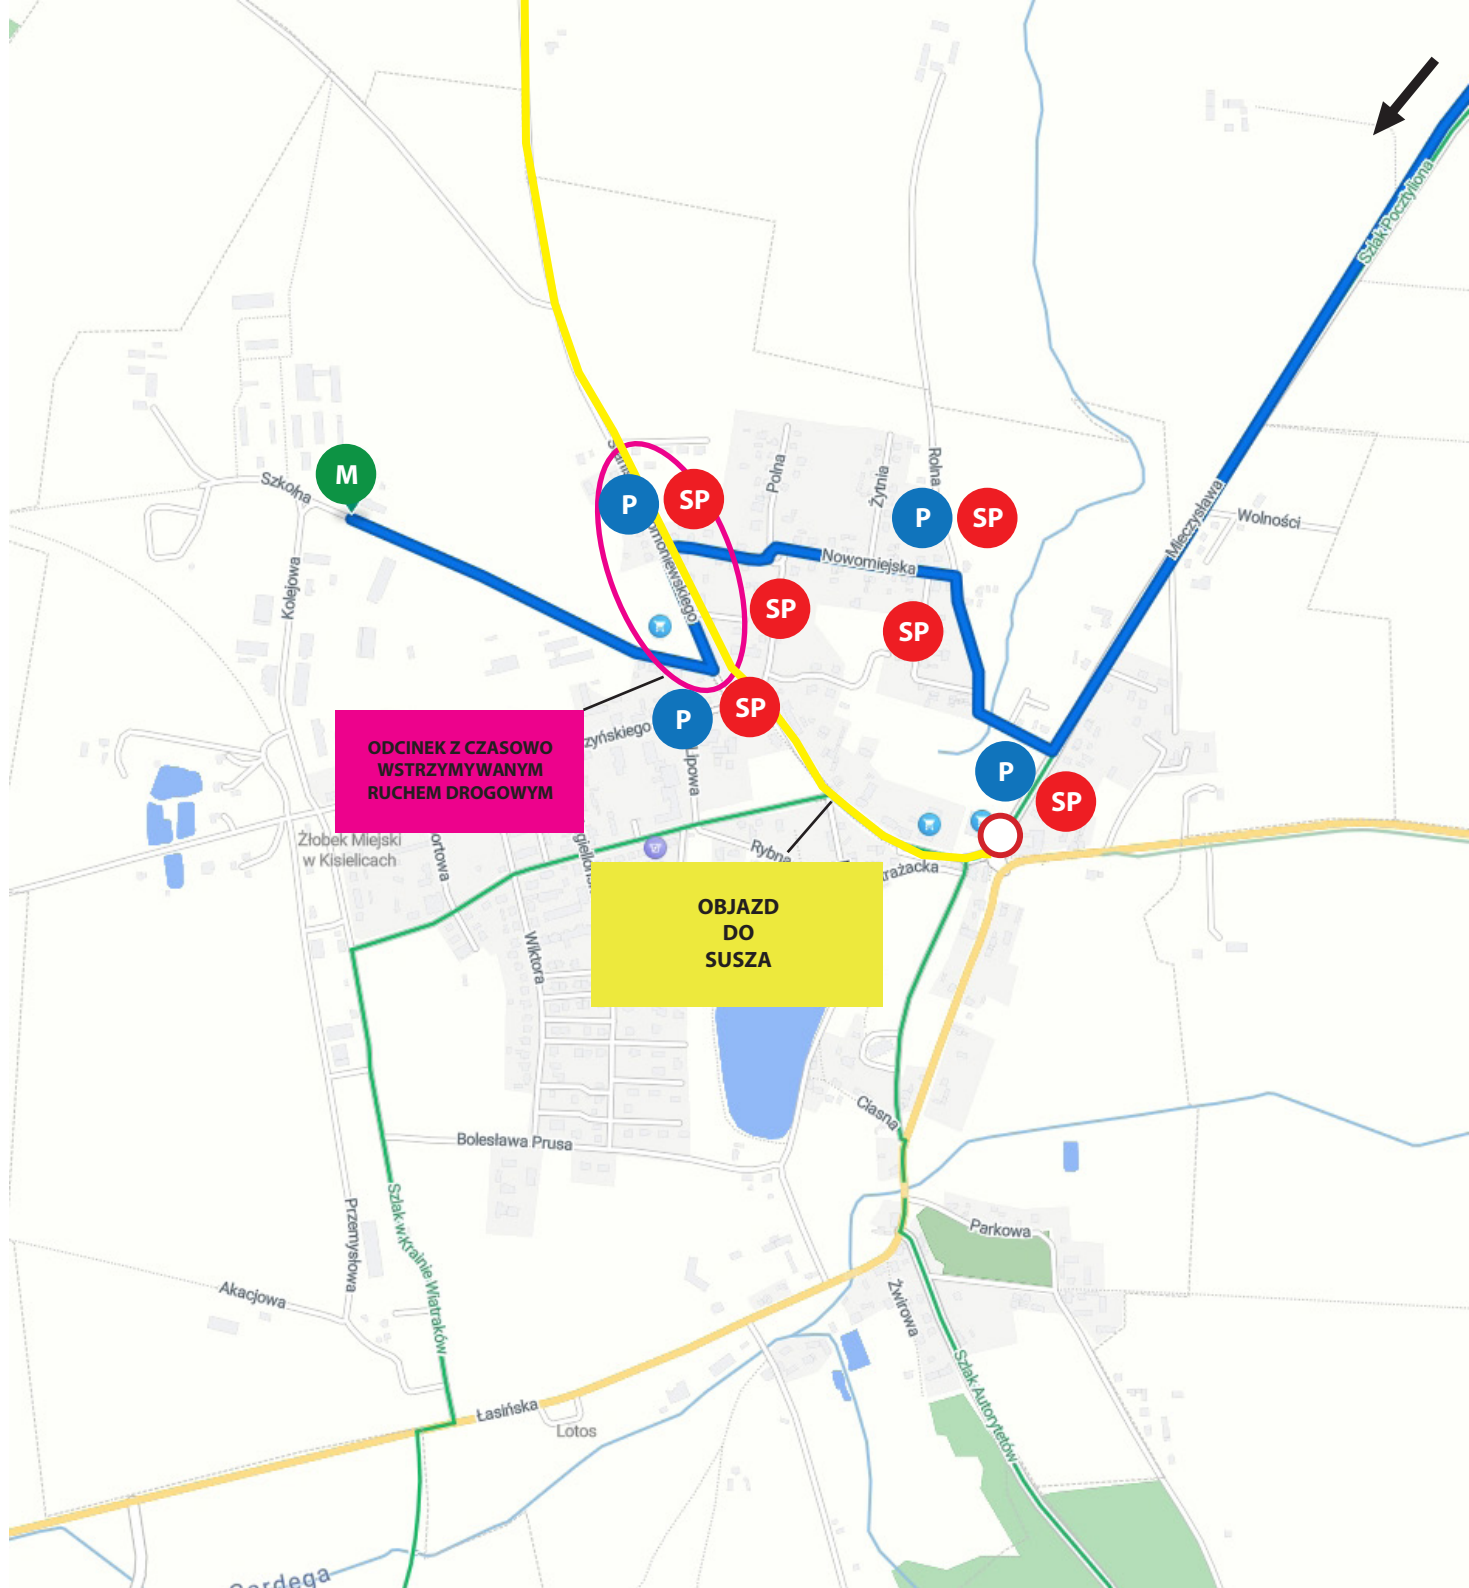 Szlak Pocztyliona
M
Szkolna
Kolejowa
P
SP
Polna
Żytnia
Rolna
P
SP
Mieczysława
Wolności
Nowomiejska
SP
SP
P
SP
Lipowa
P
SP
ODCINEK Z CZASOWO
WSTRZYMYWANYM
RUCHEM DROGOWYM
Żłobek Miejski
w Kisielicach
Rybna
OBJAZD
DO
SUSZA
Wiktora
Ciasna
Bolesława Prusa
Szlak w Krainie Wiatraków
Przemysłowa
Akacjowa
Parkowa
Żwirowa
Szlak Autorytetów
Łasińska
Lotos